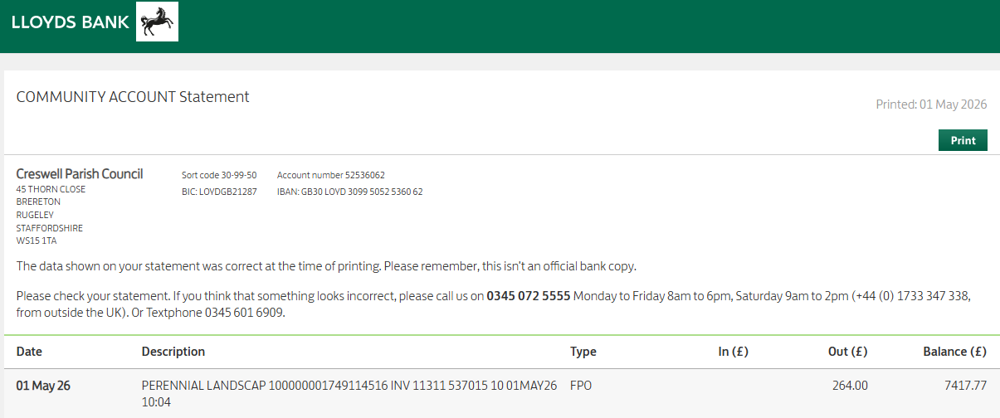 LLOYDS BANK
COMMUNITY ACCOUNT Statement
Printed: 01 May 2026
Print
Creswell Parish Council
Sort code 30-99-50 Account number 52536062
45 THORN CLOSE
BIC: LOYDGB21287 IBAN: GB30 LOYD 3099 5052 5360 62
BRERETON
RUGELEY
STAFFORDSHIRE
WS15 1TA
The data shown on your statement was correct at the time of printing. Please remember, this isn't an official bank copy.
Please check your statement. If you think that something looks incorrect, please call us on 0345 072 5555 Monday to Friday 8am to 6pm, Saturday 9am to 2pm (+44 (0) 1733 347 338,
from outside the UK). Or Textphone 0345 601 6909.
Date Description Type In (£) Out (£) Balance (£)
01 May 26 PERENNIAL LANDSCAP 100000001749114516 INV 11311 537015 10 01MAY26 FPO 264.00 7417.77
10:04